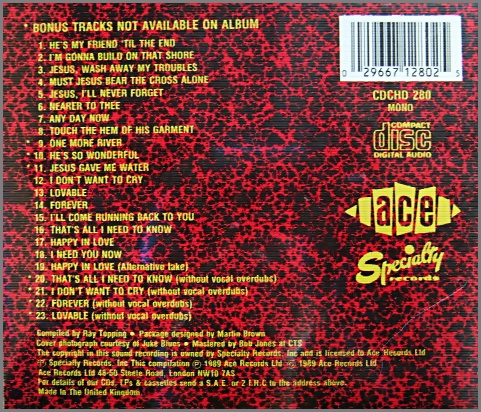 * BONUS TRACKS NOT AVAILABLE ON ALBUM
1. HE'S MY FRIEND 'TIL THE END
2. I'M GONNA BUILD ON THAT SHORE
3. JESUS, WASH AWAY MY TROUBLES
4. MUST JESUS BEAR THE CROSS ALONE
5. JESUS, I'LL NEVER FORGET
6. NEARER TO THEE
7. ANY DAY NOW
8. TOUCH THE HEM OF HIS GARMENT
* 9. ONE MORE RIVER
* 10. HE'S SO WONDERFUL
* 11. JESUS GAVE ME WATER
12. I DON'T WANT TO CRY
13. LOVABLE
14. FOREVER
15. I'LL COME RUNNING BACK TO YOU
16. THAT'S ALL I NEED TO KNOW
17. HAPPY IN LOVE
18. I NEED YOU NOW
19. HAPPY IN LOVE (Alternative take)
* 20. THAT'S ALL I NEED TO KNOW (without vocal overdubs)
* 21. I DON'T WANT TO CRY (without vocal overdubs)
* 22. FOREVER (without vocal overdubs)
* 23. LOVABLE (without vocal overdubs)
Compiled by Ray Topping • Package designed by Martin Brown
Cover photograph courtesy of Juke Blues • Mastered by Bob Jones at CTS
The copyright in this sound recording is owned by Specialty Records, Inc and is licensed to Ace Records Ltd
Ⓟ Specialty Records, Inc This compilation Ⓟ 1989 Ace Records Ltd © 1989 Ace Records Ltd
Ace Records Ltd 48-50 Steele Road, London NW10 7AS
For details of our CDs, LPs & cassettes send a S.A.E. or 2 I.R.C to the address above.
Made In The United Kingdom
0 29667 12802 5
CDCHD 280
MONO
COMPACT
disc
DIGITAL AUDIO
ace
Specialty
records